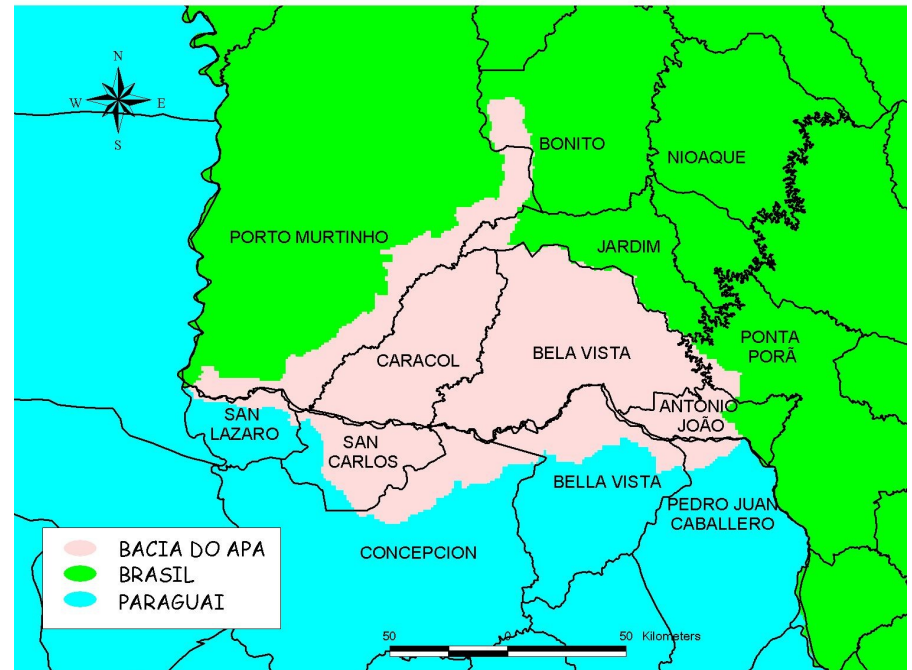 N
W E
S
BONITO
NIOAQUE
PORTO MURTINHO
JARDIM
PONTA
PORÃ
CARACOL
BELA VISTA
ANTONIO
JOÃO
SAN
LAZARO
SAN
CARLOS
BELLA VISTA
PEDRO JUAN
CABALLERO
CONCEPCION
BACIA DO APA
BRASIL
PARAGUAI
50 0 50 Kilometers